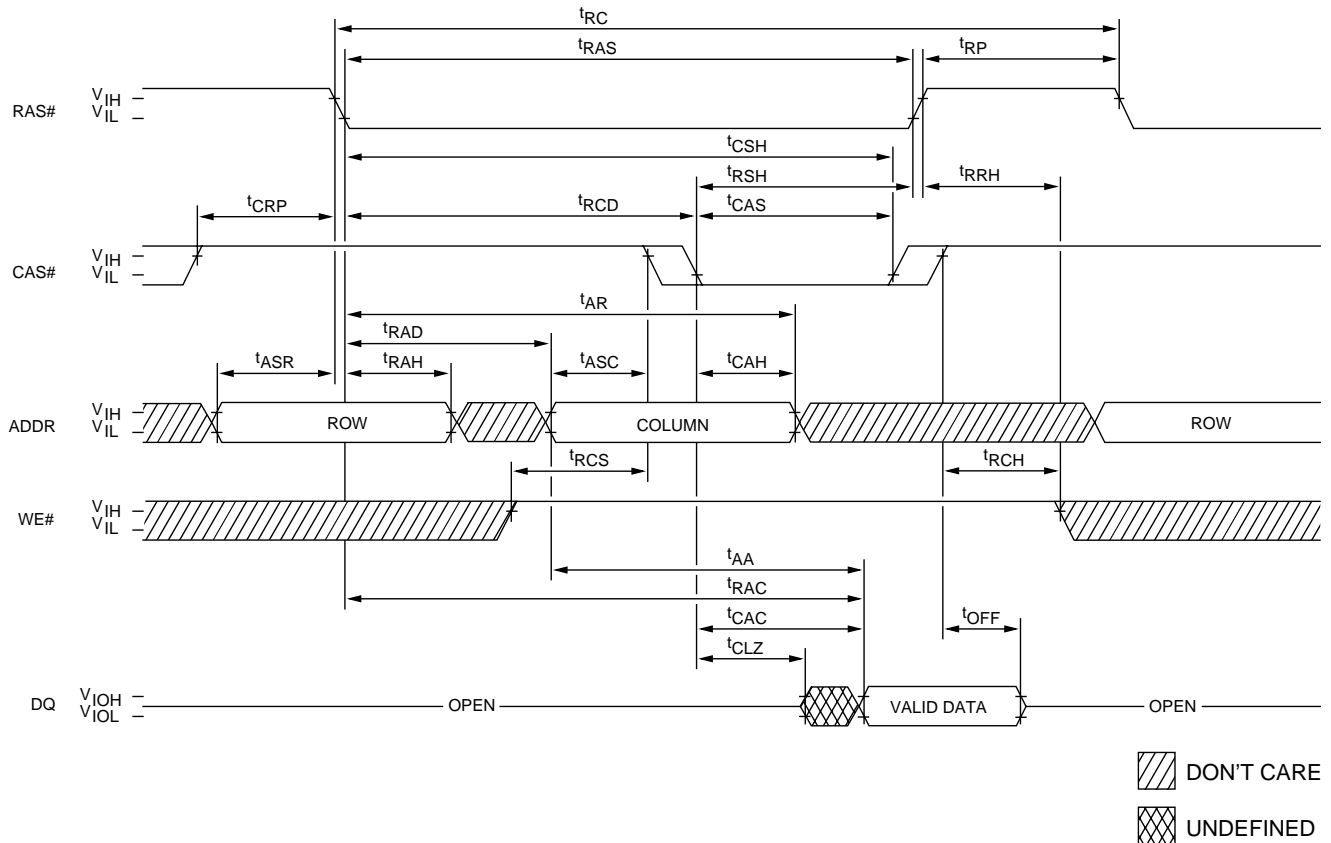 tRC
tRAS
tRP
RAS#
VIH
VIL
tCSH
tRSH
tRRH
tCRP
tRCD
tCAS
CAS#
VIH
VIL
tAR
tRAD
tASR
tRAH
tASC
tCAH
ADDR
VIH
VIL
ROW
COLUMN
ROW
tRCS
tRCH
WE#
VIH
VIL
tAA
tRAC
tCAC
tOFF
tCLZ
DQ
VIOH
VIOL
OPEN
VALID DATA
OPEN
DON'T CARE
UNDEFINED